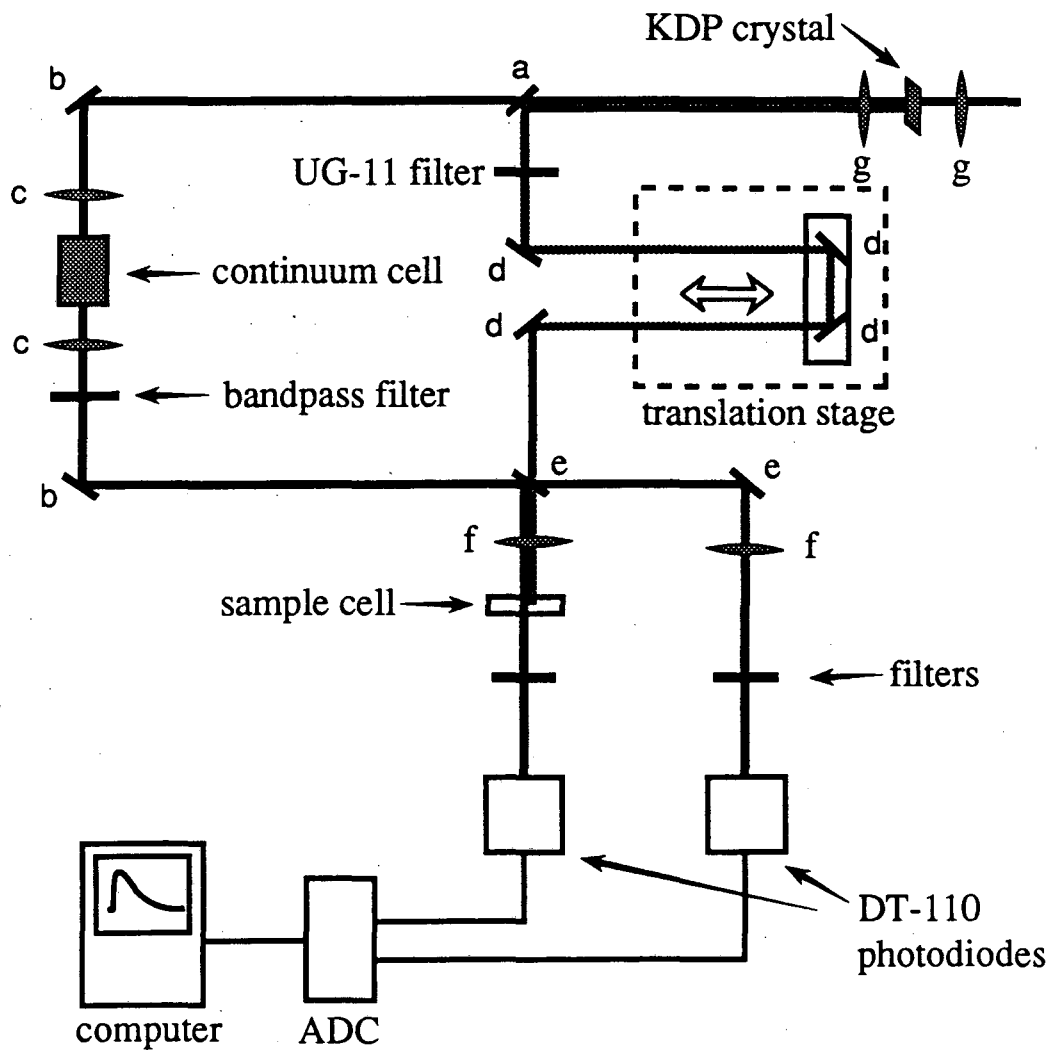 KDP crystal
b
a
g
g
UG-11 filter
c
d
d
continuum cell
d
d
c
bandpass filter
translation stage
b
e
e
f
f
sample cell
filters
DT-110
photodiodes
computer
ADC